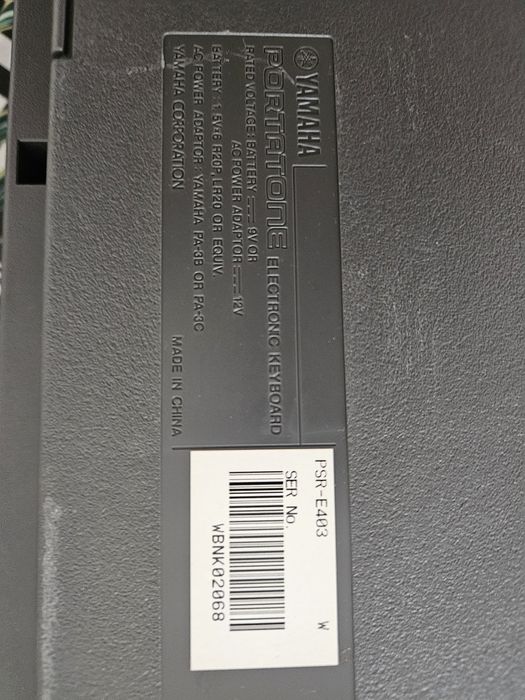 YAMAHA
PORTATONE ELECTRONIC KEYBOARD
RATED VOLTAGE: BATTERY 9V OR
AC POWER ADAPTOR 12V
BATTERY : 1.5V×6 R20P, LR20 OR EQUIV.
AC POWER ADAPTOR : YAMAHA PA-3B OR PA-3C
YAMAHA CORPORATION MADE IN CHINA
PSR-E403 W
SER No.
WBNK02068